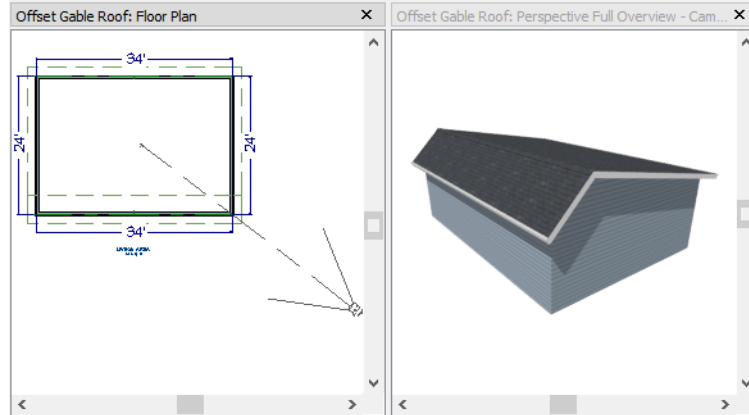 Offset Gable Roof: Floor Plan
Offset Gable Roof: Perspective Full Overview - Cam...
34'
24'
24'
34'